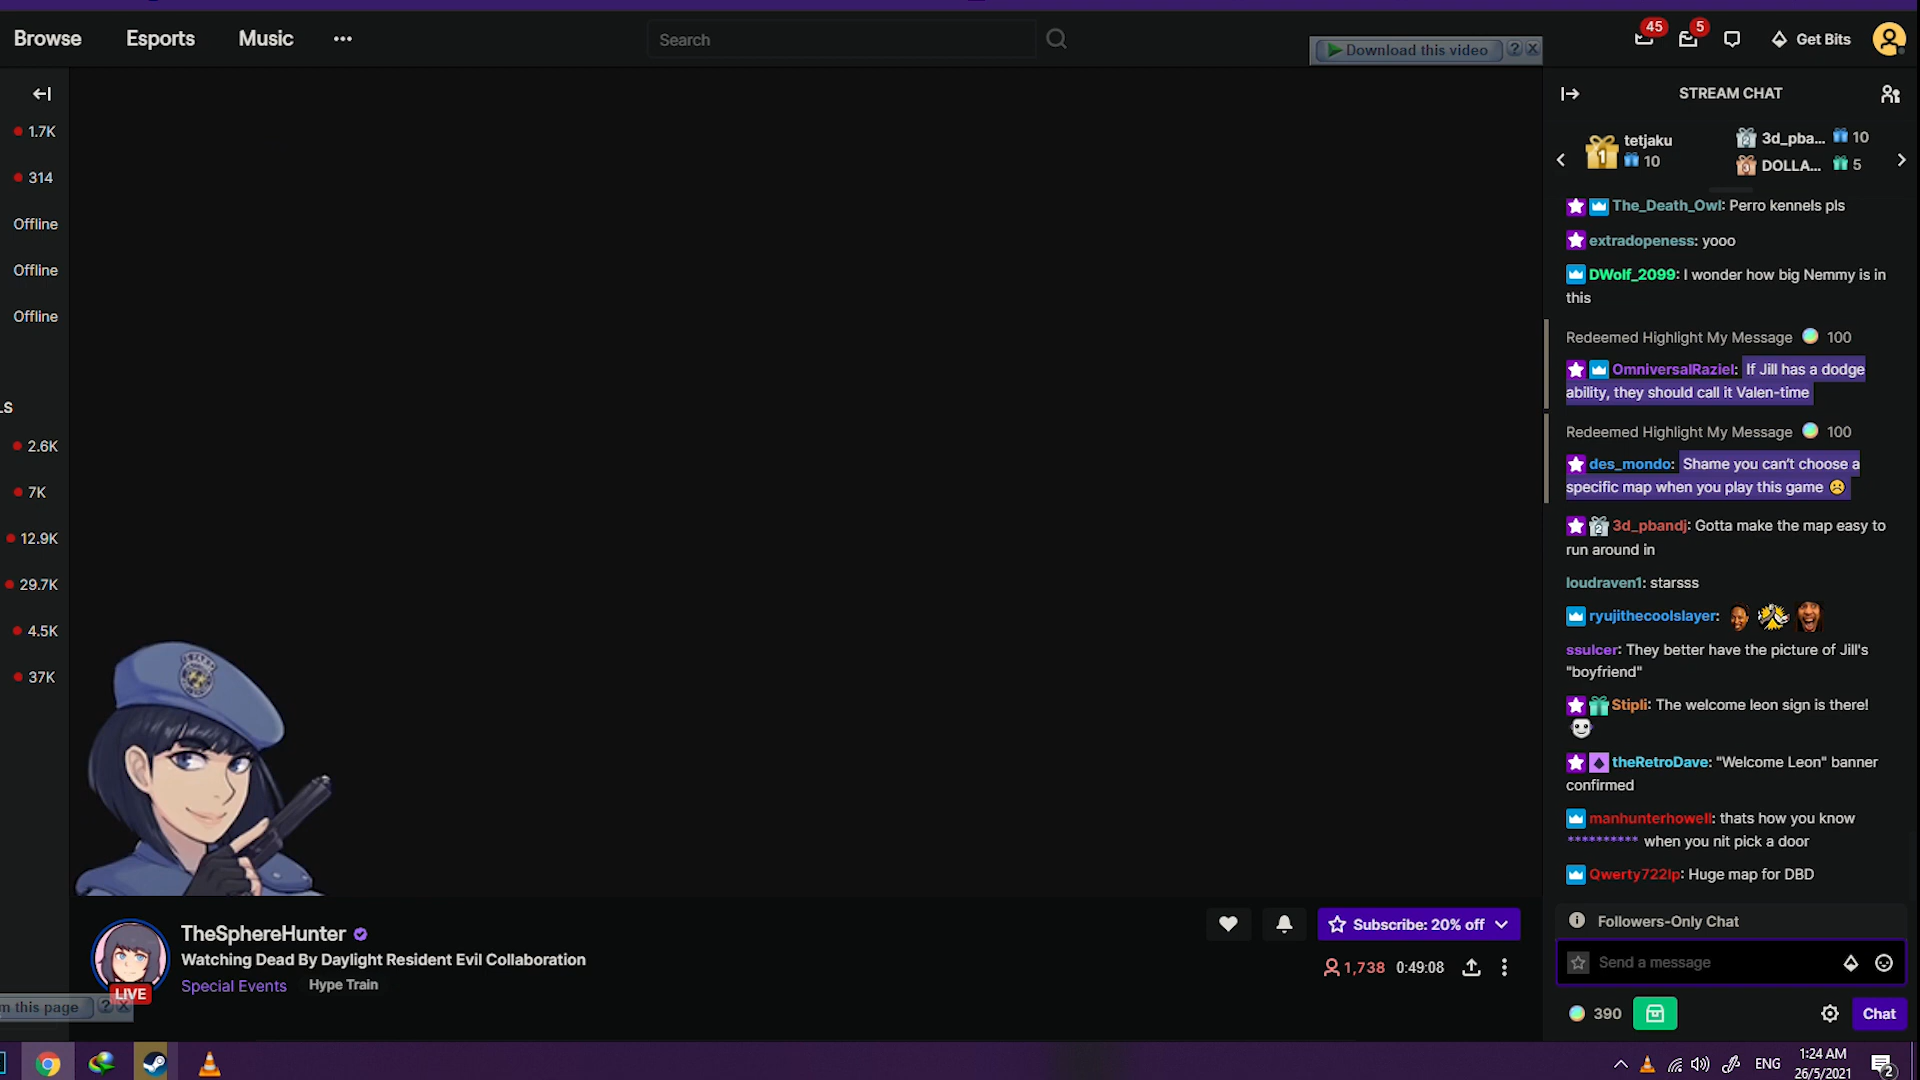 Browse
Esports
Music
Search
Download this video
?
X
45
5
Get Bits
1.7K
314
Offline
Offline
Offline
LS
2.6K
7K
12.9K
29.7K
4.5K
37K
STREAM CHAT
1
tetjaku
10
2
3d_pba...
10
3
DOLLA...
5
The_Death_Owl: Perro kennels pls
extradopeness: yooo
DWolf_2099: I wonder how big Nemmy is in
this
Redeemed Highlight My Message 100
OmniversalRaziel: If Jill has a dodge
ability, they should call it Valen-time
Redeemed Highlight My Message 100
des_mondo: Shame you can't choose a
specific map when you play this game
2
3d_pbandj: Gotta make the map easy to
run around in
loudraven1: starsss
ryujithecoolslayer:
ssulcer: They better have the picture of Jill's
"boyfriend"
Stipli: The welcome leon sign is there!
theRetroDave: "Welcome Leon" banner
confirmed
manhunterhowell: thats how you know
********** when you nit pick a door
Qwerty722lp: Huge map for DBD
Followers-Only Chat
Send a message
390
Chat
TheSphereHunter
Watching Dead By Daylight Resident Evil Collaboration
Special Events
Hype Train
LIVE
m this page
?
X
Subscribe: 20% off
1,738
0:49:08
ENG
1:24 AM
26/5/2021
2